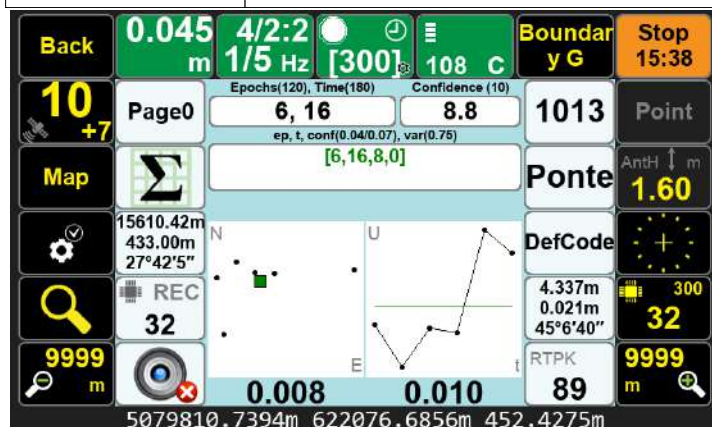 Back
0.045
m
4/2:2
1/5 Hz
[300]
108 C
Boundar
y G
Stop
15:38
10
+7
Page0
Epochs(120), Time(180)
Confidence (10)
6, 16
8.8
1013
Point
ep, t, conf(0.04/0.07), var(0.75)
Map
Σ
[6,16,8,0]
Ponte
AntH m
1.60
15610.42m
433.00m
27°42'5"
N
U
DefCode
REC
32
4.337m
0.021m
45°6'40"
300
32
E
t
9999
m
0.008
0.010
RTPK
89
9999
m
5079810.7394m 622076.6856m 452.4275m